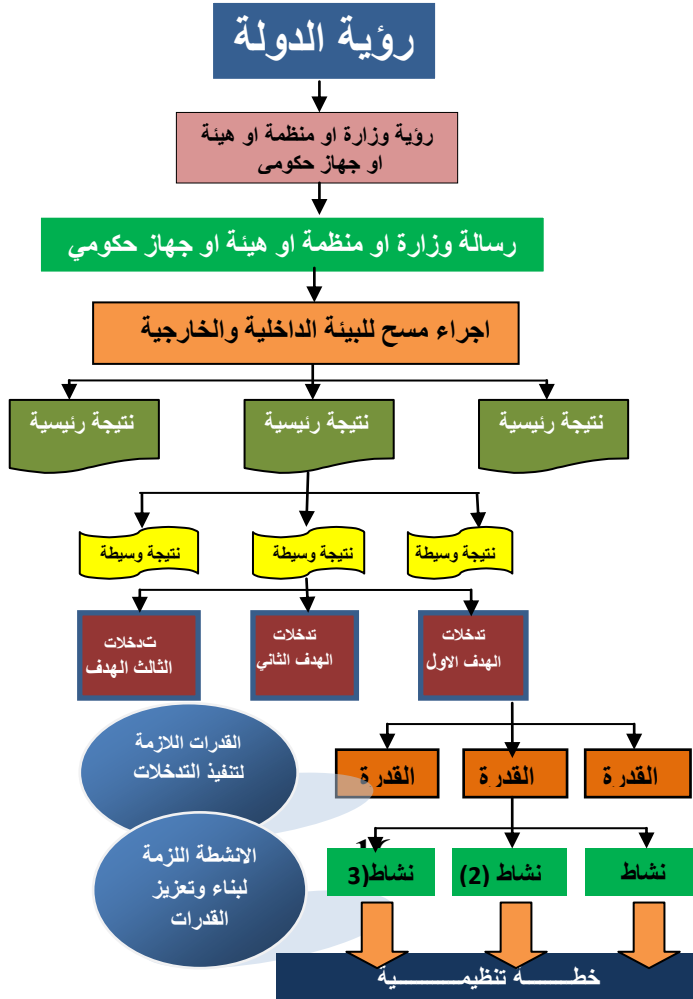 رؤية الدولة
رؤية وزارة او منظمة او هيئة
او جهاز حكومي
رسالة وزارة او منظمة او هيئة او جهاز حكومي
اجراء مسح للبيئة الداخلية والخارجية
نتيجة رئيسية
نتيجة رئيسية
نتيجة رئيسية
نتيجة وسيطة
نتيجة وسيطة
نتيجة وسيطة
تدخلات
الهدف الاول
تدخلات
الهدف الثاني
تدخلات
الثالث الهدف
القدرات اللازمة
لتنفيذ التدخلات
القدرة
القدرة
القدرة
الانشطة اللزمة
لبناء وتعزيز
القدرات
نشاط
نشاط (2)
نشاط(3
خطـــــــة تنظيمـــــــــية